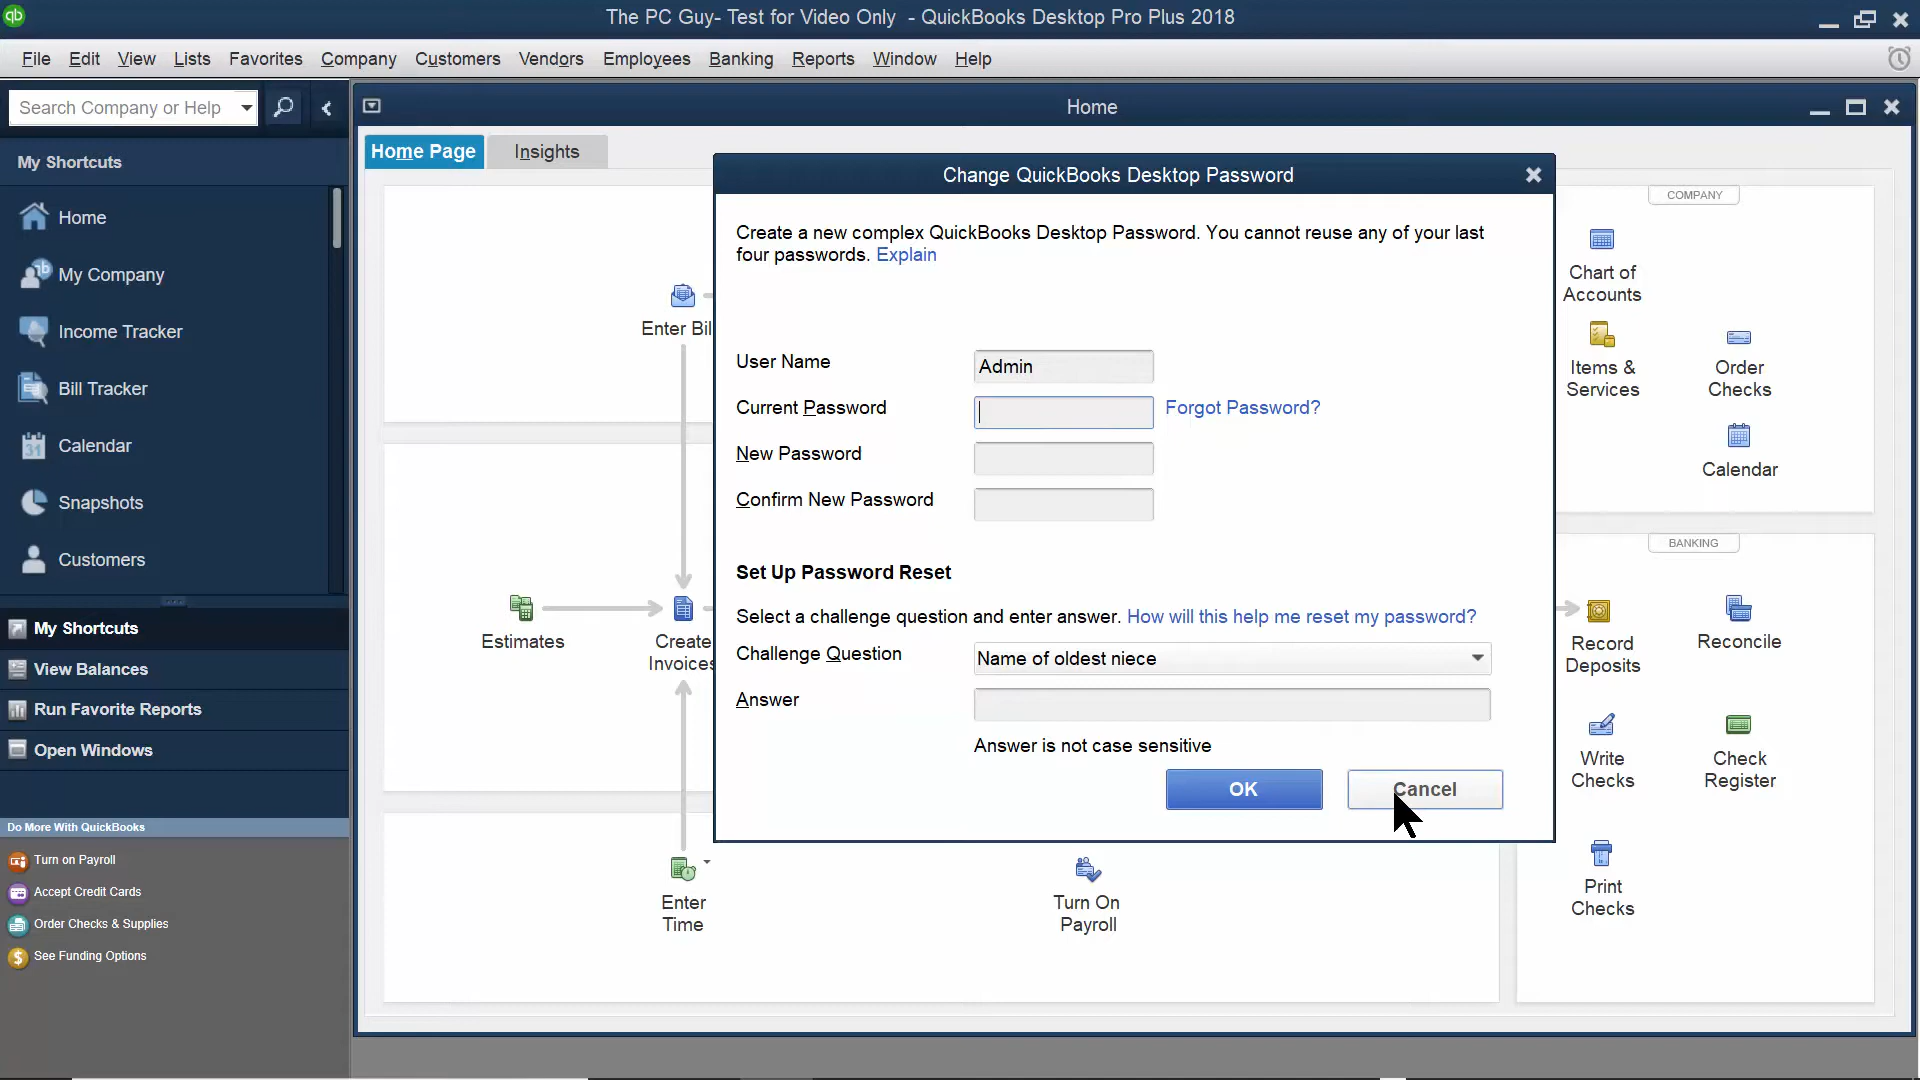 qb
The PC Guy- Test for Video Only - QuickBooks Desktop Pro Plus 2018
File Edit View Lists Favorites Company Customers Vendors Employees Banking Reports Window Help
Search Company or Help
Home
My Shortcuts
Home
My Company
Income Tracker
Bill Tracker
31
Calendar
Snapshots
Customers
My Shortcuts
View Balances
Run Favorite Reports
Open Windows
Do More With QuickBooks
Turn on Payroll
Accept Credit Cards
Order Checks & Supplies
$
See Funding Options
Home Page
Insights
Enter Bil
Estimates
Create
Invoices
Enter
Time
Turn On
Payroll
Change QuickBooks Desktop Password
Create a new complex QuickBooks Desktop Password. You cannot reuse any of your last
four passwords. Explain
User Name
Admin
Current Password
Forgot Password?
New Password
Confirm New Password
Set Up Password Reset
Select a challenge question and enter answer. How will this help me reset my password?
Challenge Question
Name of oldest niece
Answer
Answer is not case sensitive
OK
Cancel
COMPANY
Chart of
Accounts
Items &
Services
Order
Checks
Calendar
BANKING
Record
Deposits
Reconcile
Write
Checks
Check
Register
Print
Checks